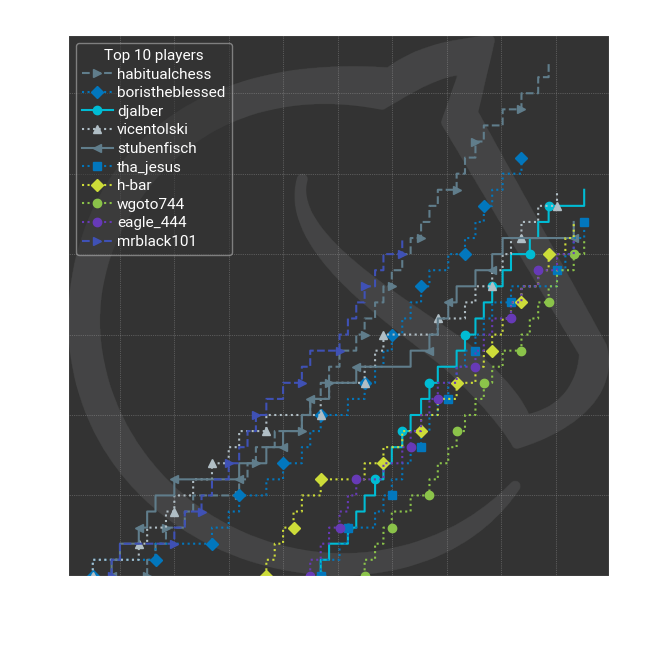 Top 10 players
habitualchess
boristheblessed
djalber
vicentolski
stubenfisch
tha_jesus
h-bar
wgoto744
eagle_444
mrblack101